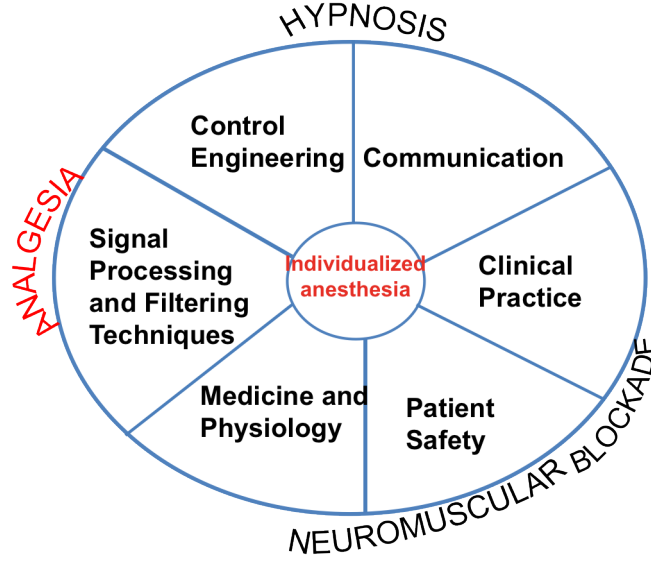 HYPNOSIS
Control
Engineering
Communication
ANALGESIA
Signal
Processing
and Filtering
Techniques
Individualized
anesthesia
Clinical
Practice
Medicine and
Physiology
Patient
Safety
NEUROMUSCULAR BLOCKADE